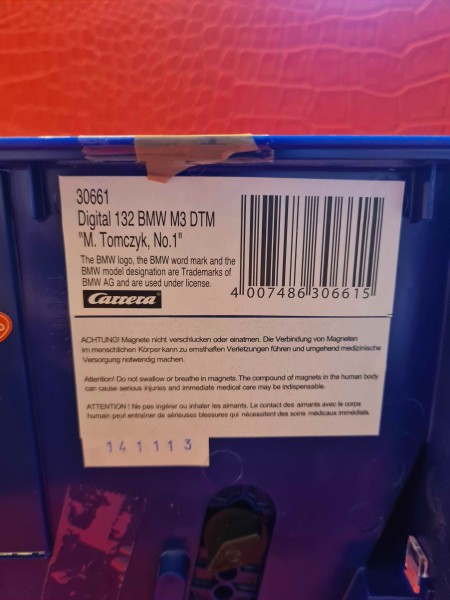 30661
Digital 132 BMW M3 DTM
"M. Tomczyk, No.1"
The BMW logo, the BMW word mark and the
BMW model designation are Trademarks of
BMW AG and are used under license.
Carrera
4 007486 306615
ACHTUNG! Magnete nicht verschlucken oder einatmen. Die Verbindung von Magneten
im menschlichen Körper kann zu ernsthaften Verletzungen führen und umgehend medizinische
Versorgung notwendig machen.
Attention! Do not swallow or breathe in magnets. The compound of magnets in the human body
can cause serious injuries and immediate medical care may be indispensable.
ATTENTION ! Ne pas ingérer ou inhaler les aimants. Le contact des aimants avec le corps
humain peut entraîner de sérieuses blessures qui nécessitent des soins médicaux immédiats.
141113